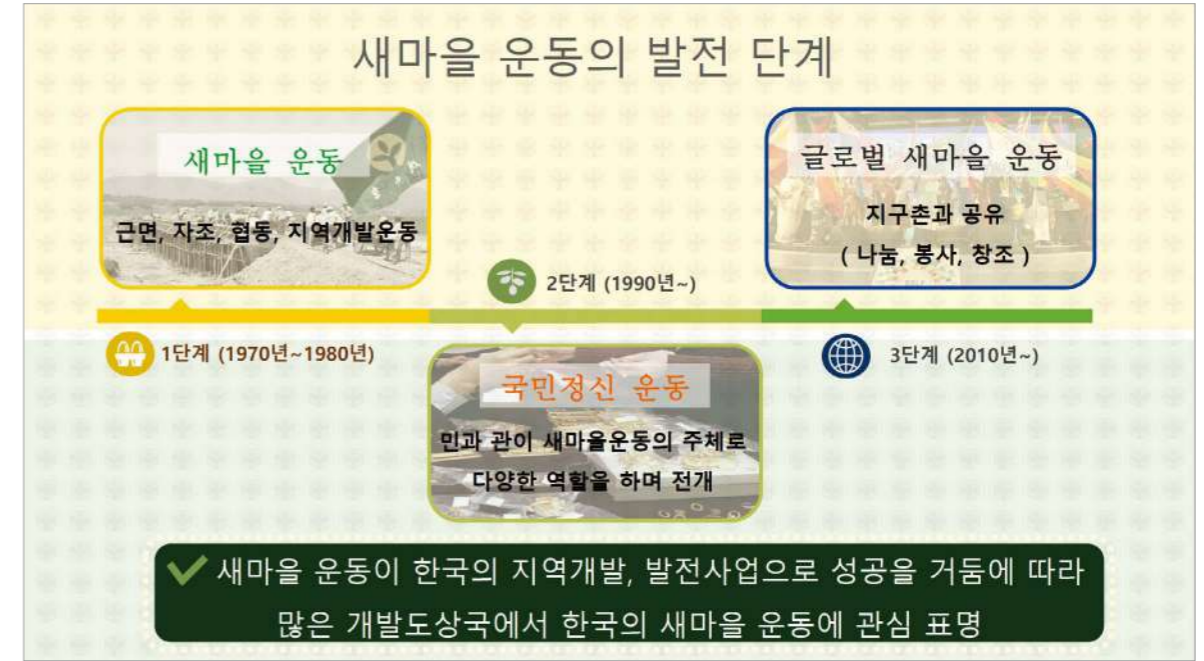 새마을 운동의 발전 단계
새마을 운동
근면, 자조, 협동, 지역개발운동
1단계 (1970년~1980년)
2단계 (1990년~)
국민정신 운동
민과 관이 새마을운동의 주체로
다양한 역할을 하며 전개
글로벌 새마을 운동
지구촌과 공유
( 나눔, 봉사, 창조 )
3단계 (2010년~)
새마을 운동이 한국의 지역개발, 발전사업으로 성공을 거둠에 따라
많은 개발도상국에서 한국의 새마을 운동에 관심 표명